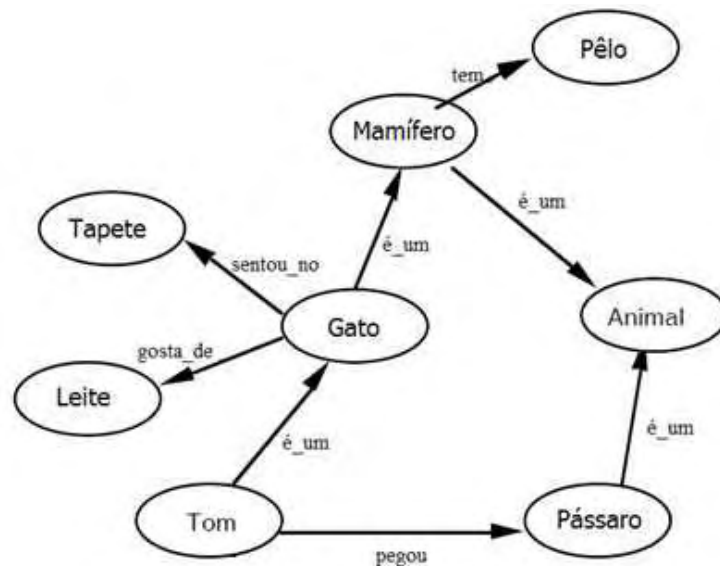 Pêlo
tem
Mamífero
é_um
Tapete
sentou_no
é_um
Gato
Animal
gosta_de
Leite
é_um
é_um
Tom
Pássaro
pegou